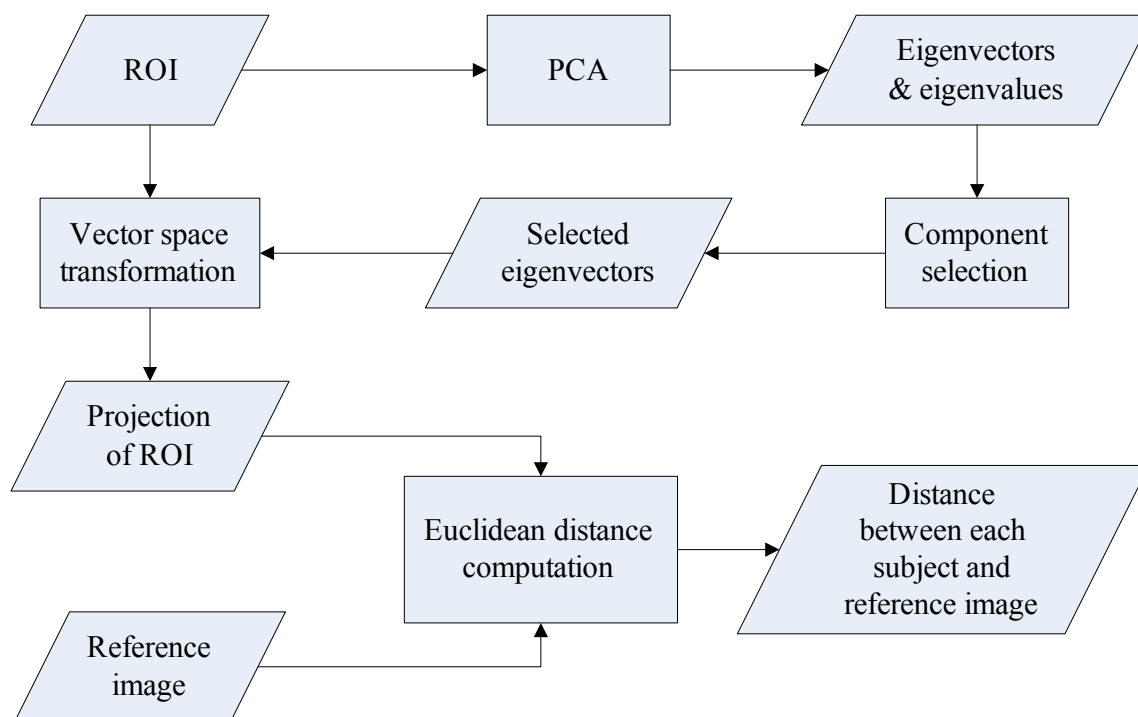 ROI
PCA
Eigenvectors
& eigenvalues
Vector space
transformation
Selected
eigenvectors
Component
selection
Projection
of ROI
Euclidean distance
computation
Distance
between each
subject and
reference image
Reference
image